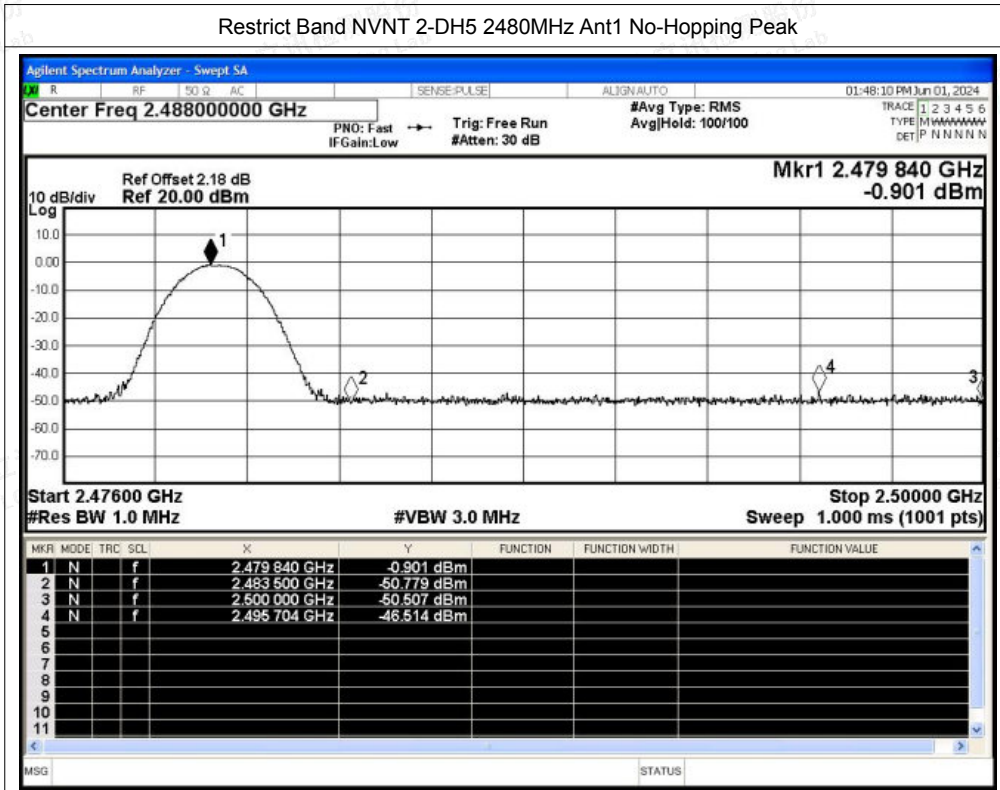 Restrict Band NVNT 2-DH5 2480MHz Ant1 No-Hopping Peak
Agilent Spectrum Analyzer - Swept SA
R RF 50 Ω AC SENSE:PULSE ALIGN AUTO 01:48:10 PM Jun 01, 2024
Center Freq 2.488000000 GHz
PNO: Fast
IFGain:Low
Trig: Free Run
#Atten: 30 dB
#Avg Type: RMS
Avg|Hold: 100/100
TRACE 1 2 3 4 5 6
TYPE M WWWWW
DET P N N N N N
Mkr1 2.479 840 GHz
-0.901 dBm
Ref Offset 2.18 dB
10 dB/div Ref 20.00 dBm
Log
10.0
0.00
-10.0
-20.0
-30.0
-40.0
-50.0
-60.0
-70.0
1
2
4
3
Start 2.47600 GHz Stop 2.50000 GHz
#Res BW 1.0 MHz #VBW 3.0 MHz Sweep 1.000 ms (1001 pts)
MKR MODE TRC SCL X Y FUNCTION FUNCTION WIDTH FUNCTION VALUE
1 N f 2.479 840 GHz -0.901 dBm
2 N f 2.483 500 GHz -50.779 dBm
3 N f 2.500 000 GHz -50.507 dBm
4 N f 2.495 704 GHz -46.514 dBm
5
6
7
8
9
10
11
MSG STATUS